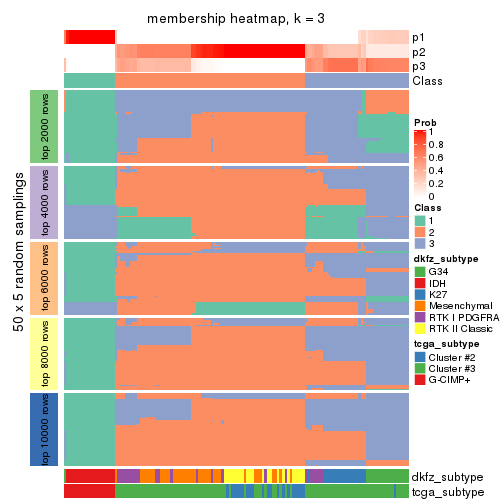 membership heatmap, k = 3
p1
p2
p3
Class
50 x 5 random samplings
top 2000 rows
top 4000 rows
top 6000 rows
top 8000 rows
top 10000 rows
Prob
1
0.8
0.6
0.4
0.2
0
Class
1
2
3
dkfz_subtype
G34
IDH
K27
Mesenchymal
RTK I PDGFRA
RTK II Classic
tcga_subtype
Cluster #2
Cluster #3
G-CIMP+
dkfz_subtype
tcga_subtype